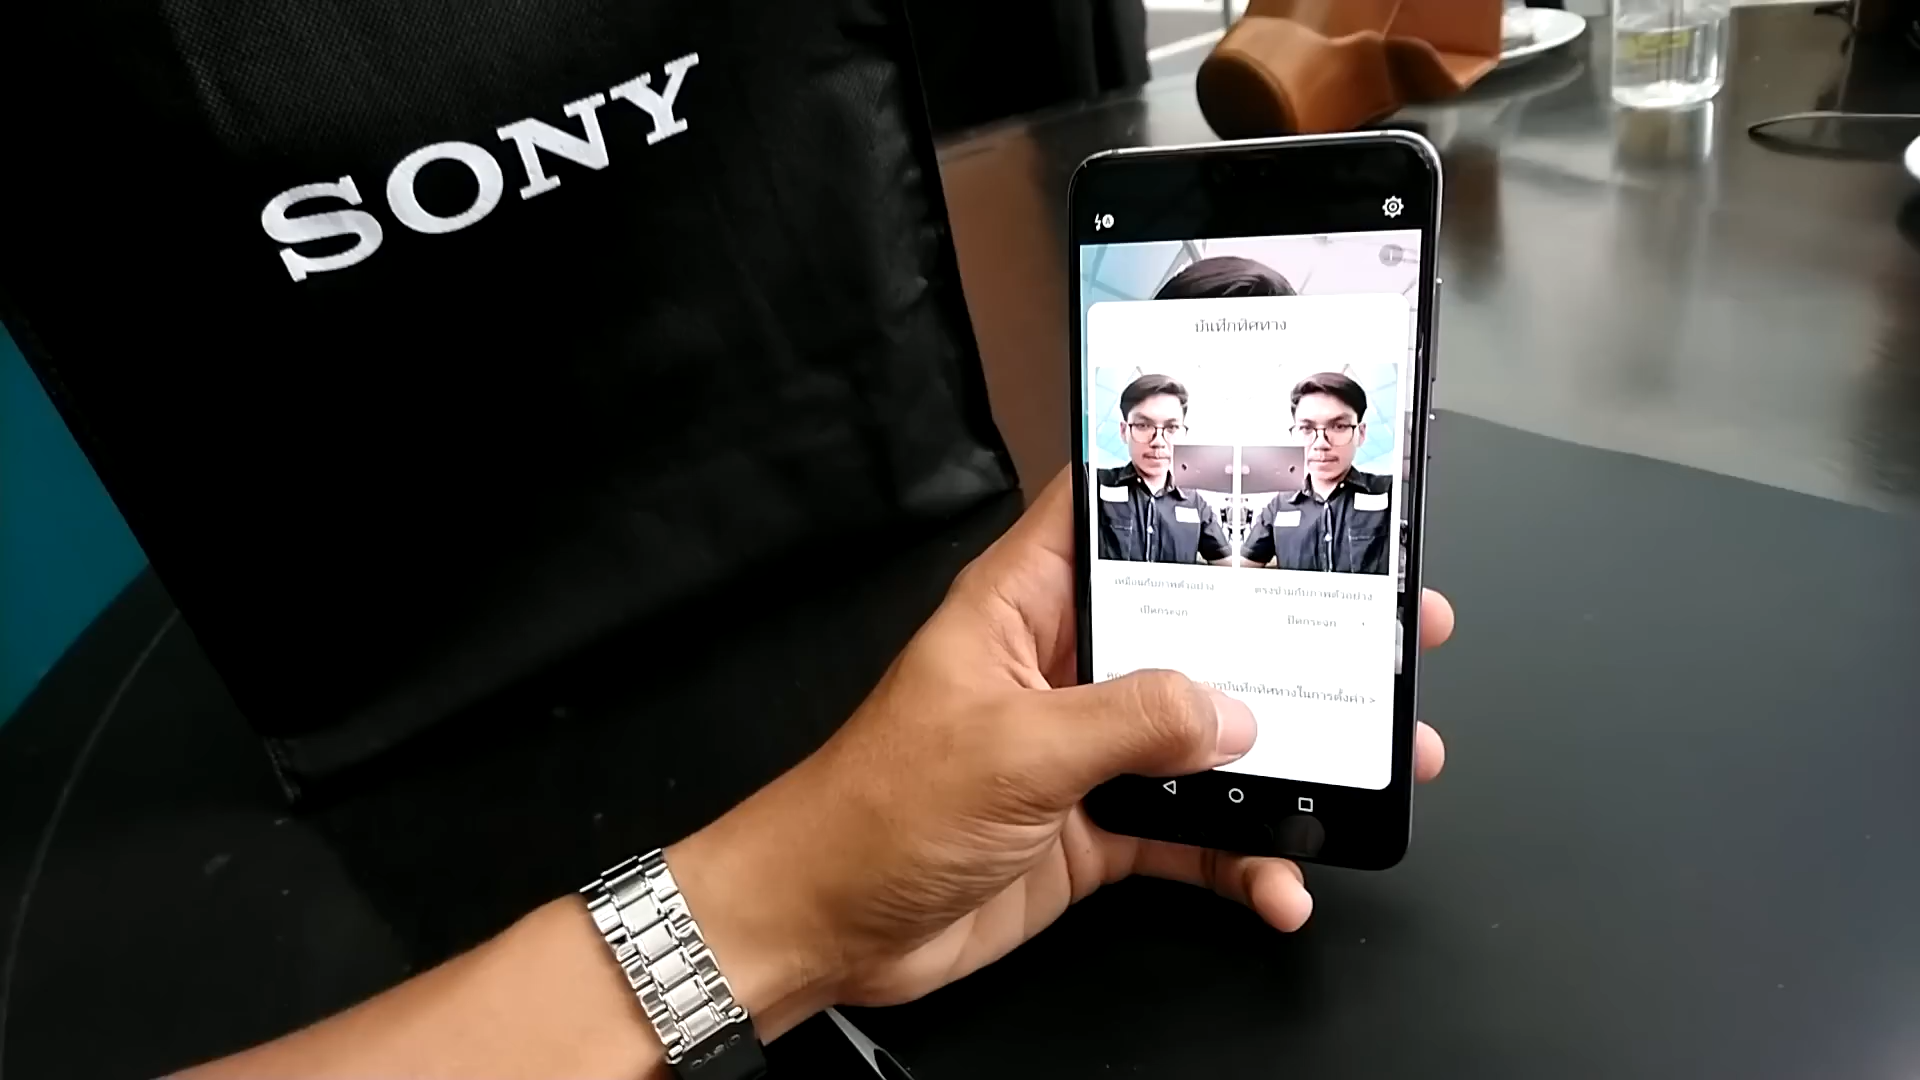 SONY
บันทึกทิศทาง
เหมือนกับภาพตัวอย่าง
ตรงข้ามกับภาพตัวอย่าง
เปิดกระจก
ปิดกระจก
การบันทึกทิศทางในการตั้งค่า >
CASIO